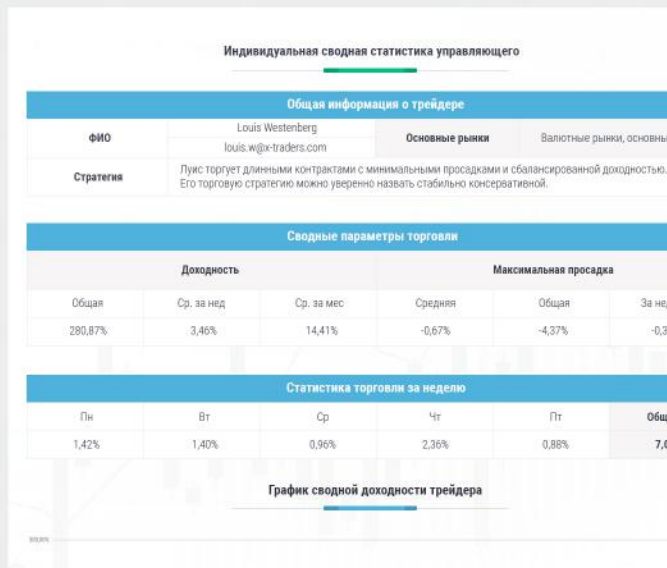 Индивидуальная сводная статистика управляющего
Общая информация о трейдере
ФИО
Louis Westenberg
louis.w@x-traders.com
Основные рынки
Валютные рынки,
Стратегия
Луис торгует длинными контрактами с минимальными просадками и сбалансированной доходностью.
Его торговую стратегию можно уверенно назвать стабильно консервативной.
Сводные параметры торговли
Доходность Максимальная просадка
Общая Ср. за нед Ср. за мес Средняя Общая За
280,87% 3,46% 14,41% -0,67% -4,37%
Статистика торговли за неделю
Пн Вт Ср Чт Пт
1,42% 1,40% 0,96% 2,36% 0,88%
График сводной доходности трейдера